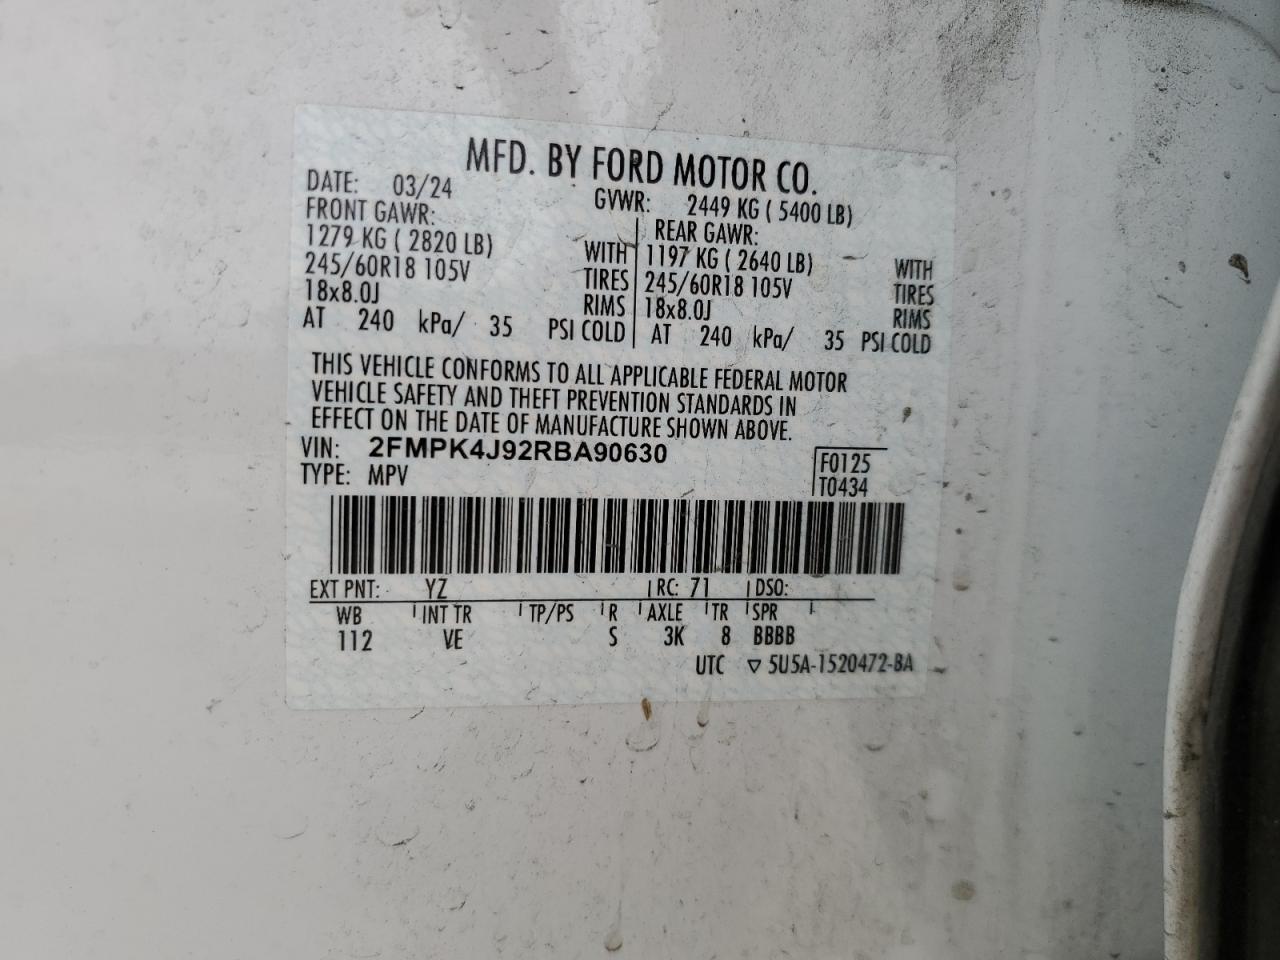 MFD. BY FORD MOTOR CO.
DATE: 03/24 GVWR: 2449 KG ( 5400 LB)
FRONT GAWR: REAR GAWR:
1279 KG ( 2820 LB) WITH 1197 KG ( 2640 LB) WITH
245/60R18 105V TIRES 245/60R18 105V TIRES
18x8.0J RIMS 18x8.0J RIMS
AT 240 kPa/ 35 PSI COLD AT 240 kPa/ 35 PSI COLD
THIS VEHICLE CONFORMS TO ALL APPLICABLE FEDERAL MOTOR
VEHICLE SAFETY AND THEFT PREVENTION STANDARDS IN
EFFECT ON THE DATE OF MANUFACTURE SHOWN ABOVE.
VIN: 2FMPK4J92RBA90630 F0125
TYPE: MPV T0434
EXT PNT: YZ RC: 71 DSO:
WB INT TR TP/PS R AXLE TR SPR
112 VE S 3K 8 BBBB
UTC ▽ 5U5A-1520472-BA